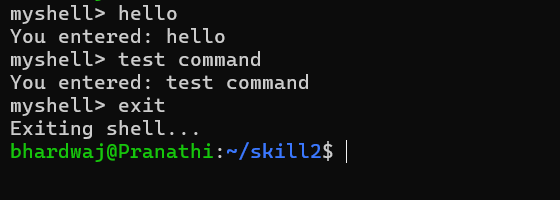 myshell> hello
You entered: hello
myshell> test command
You entered: test command
myshell> exit
Exiting shell...
bhardwaj@Pranathi:~/skill2$